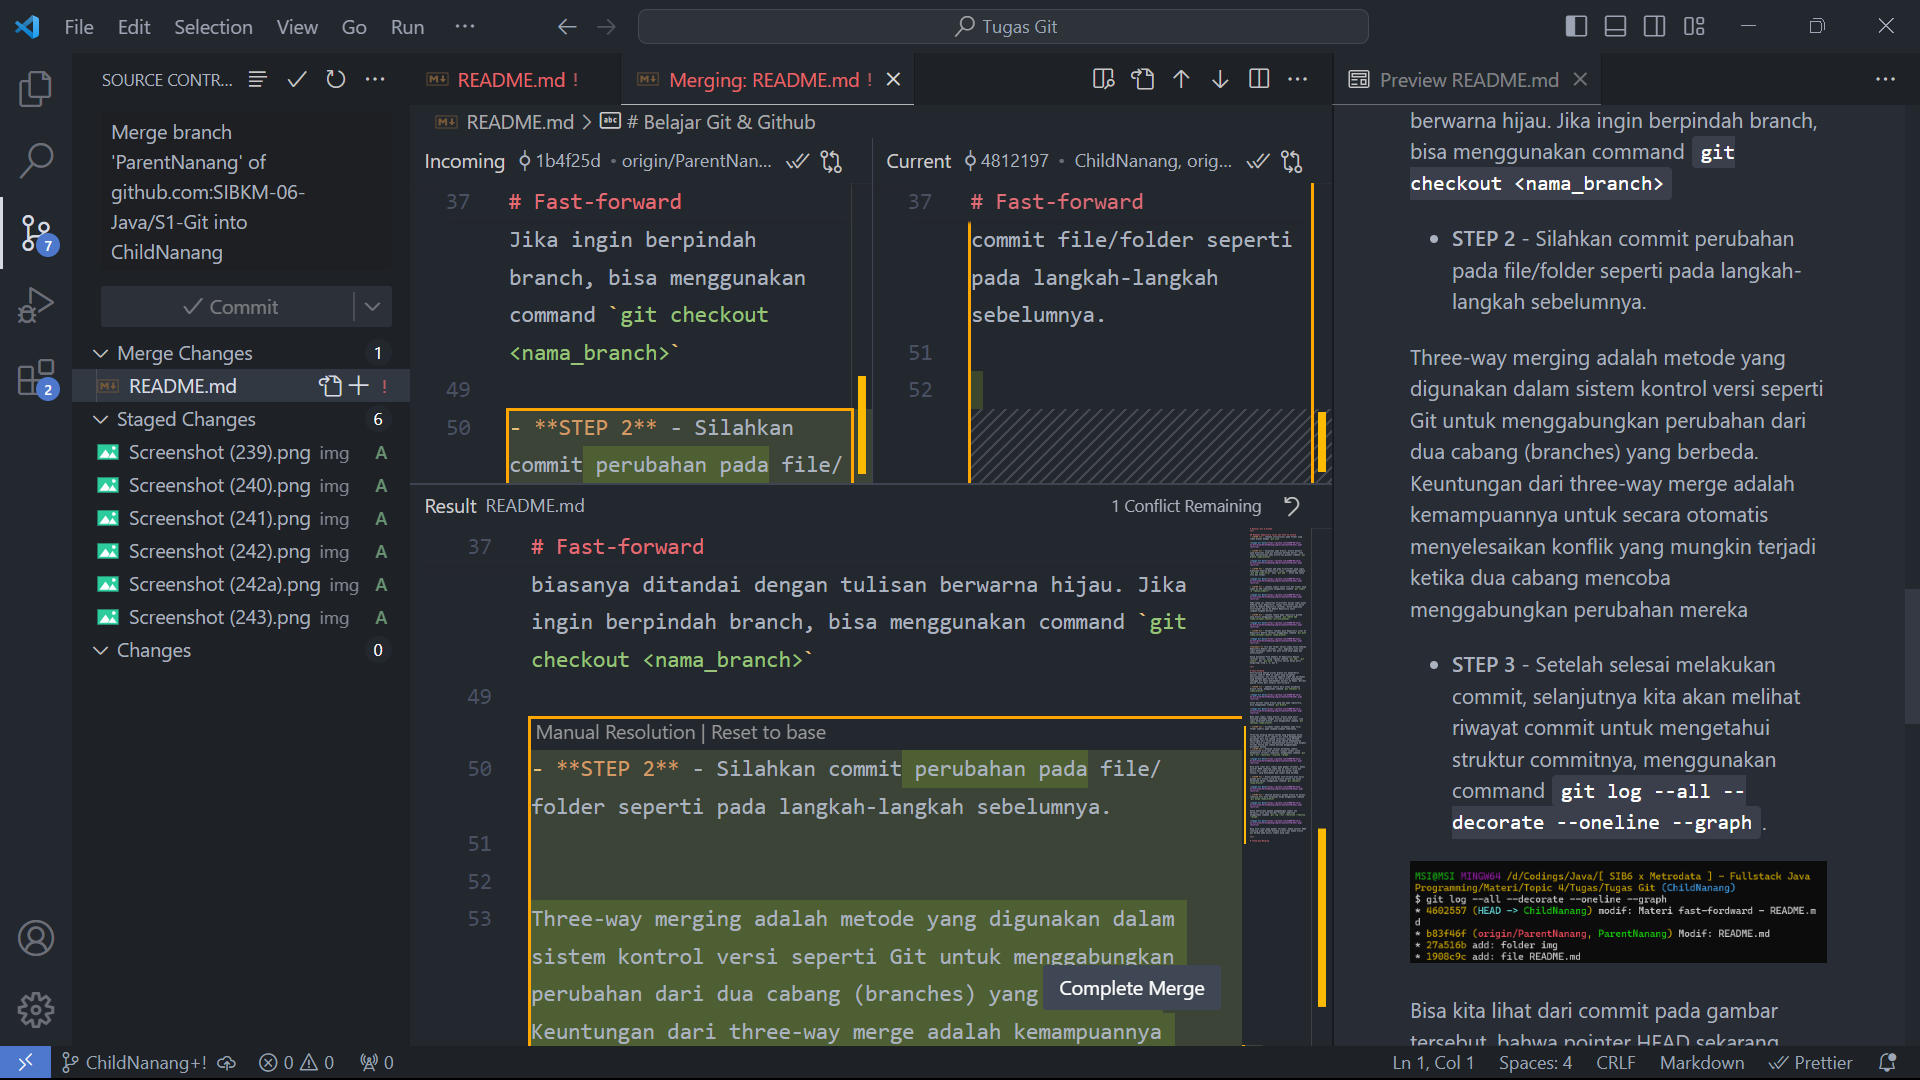 File Edit Selection View Go Run ···
Tugas Git
SOURCE CONTR...
README.md !
Merging: README.md !
Preview README.md
README.md > # Belajar Git & Github
Merge branch
'ParentNanang' of
github.com:SIBKM-06-
Java/S1-Git into
ChildNanang
Commit
Merge Changes 1
README.md !
Staged Changes 6
Screenshot (239).png img A
Screenshot (240).png img A
Screenshot (241).png img A
Screenshot (242).png img A
Screenshot (242a).png img A
Screenshot (243).png img A
Changes 0
7
2
Incoming 1b4f25d • origin/ParentNan...
37 # Fast-forward
Jika ingin berpindah
branch, bisa menggunakan
command `git checkout
<nama_branch>`
49
50 - **STEP 2** - Silahkan
commit perubahan pada file/
Current 4812197 • ChildNanang, orig...
37 # Fast-forward
commit file/folder seperti
pada langkah-langkah
sebelumnya.
51
52
Result README.md
1 Conflict Remaining
37 # Fast-forward
biasanya ditandai dengan tulisan berwarna hijau. Jika
ingin berpindah branch, bisa menggunakan command `git
checkout <nama_branch>`
49
Manual Resolution | Reset to base
50 - **STEP 2** - Silahkan commit perubahan pada file/
folder seperti pada langkah-langkah sebelumnya.
51
52
53 Three-way merging adalah metode yang digunakan dalam
sistem kontrol versi seperti Git untuk menggabungkan
perubahan dari dua cabang (branches) yang
Keuntungan dari three-way merge adalah kemampuannya
Complete Merge
berwarna hijau. Jika ingin berpindah branch,
bisa menggunakan command git
checkout <nama_branch>
• STEP 2 - Silahkan commit perubahan
pada file/folder seperti pada langkah-
langkah sebelumnya.
Three-way merging adalah metode yang
digunakan dalam sistem kontrol versi seperti
Git untuk menggabungkan perubahan dari
dua cabang (branches) yang berbeda.
Keuntungan dari three-way merge adalah
kemampuannya untuk secara otomatis
menyelesaikan konflik yang mungkin terjadi
ketika dua cabang mencoba
menggabungkan perubahan mereka
• STEP 3 - Setelah selesai melakukan
commit, selanjutnya kita akan melihat
riwayat commit untuk mengetahui
struktur commitnya, menggunakan
command git log --all --
decorate --oneline --graph .
MSI@MSI MINGW64 /d/Codings/Java/[ SIB6 x Metrodata ] - Fullstack Java
Programming/Materi/Topic 4/Tugas/Tugas Git (ChildNanang)
$ git log --all --decorate --oneline --graph
* 4602557 (HEAD -> ChildNanang) modif: Materi fast-fordward - README.m
d
* b83f46f (origin/ParentNanang, ParentNanang) Modif: README.md
* 27a516b add: folder img
* 1908c9c add: file README.md
Bisa kita lihat dari commit pada gambar
tersebut, bahwa pointer HEAD sekarang
ChildNanang+! 0 0 0
Ln 1, Col 1 Spaces: 4 CRLF Markdown Prettier